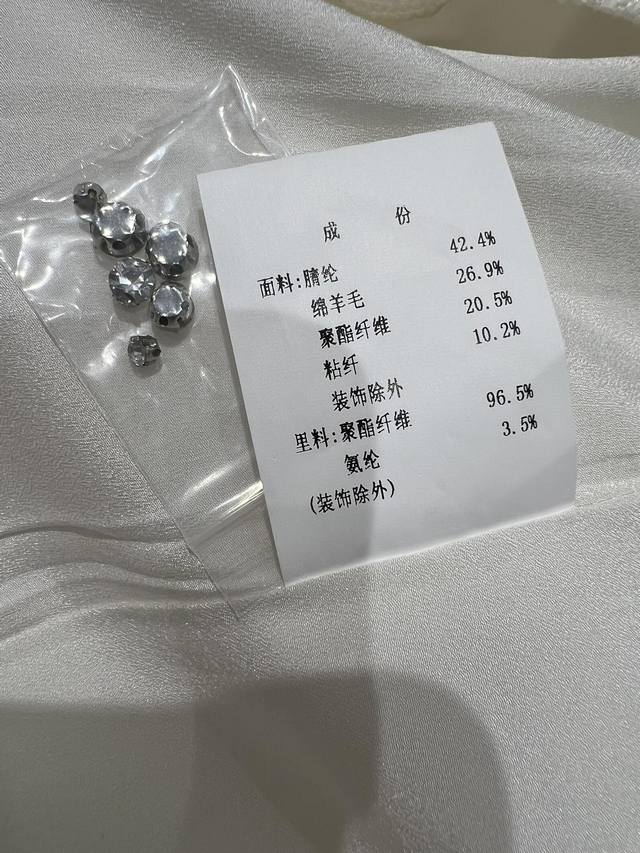 成 份
面料:腈纶 42.4%
绵羊毛 26.9%
聚酯纤维 20.5%
粘纤 10.2%
装饰除外
里料:聚酯纤维 96.5%
氨纶 3.5%
(装饰除外)